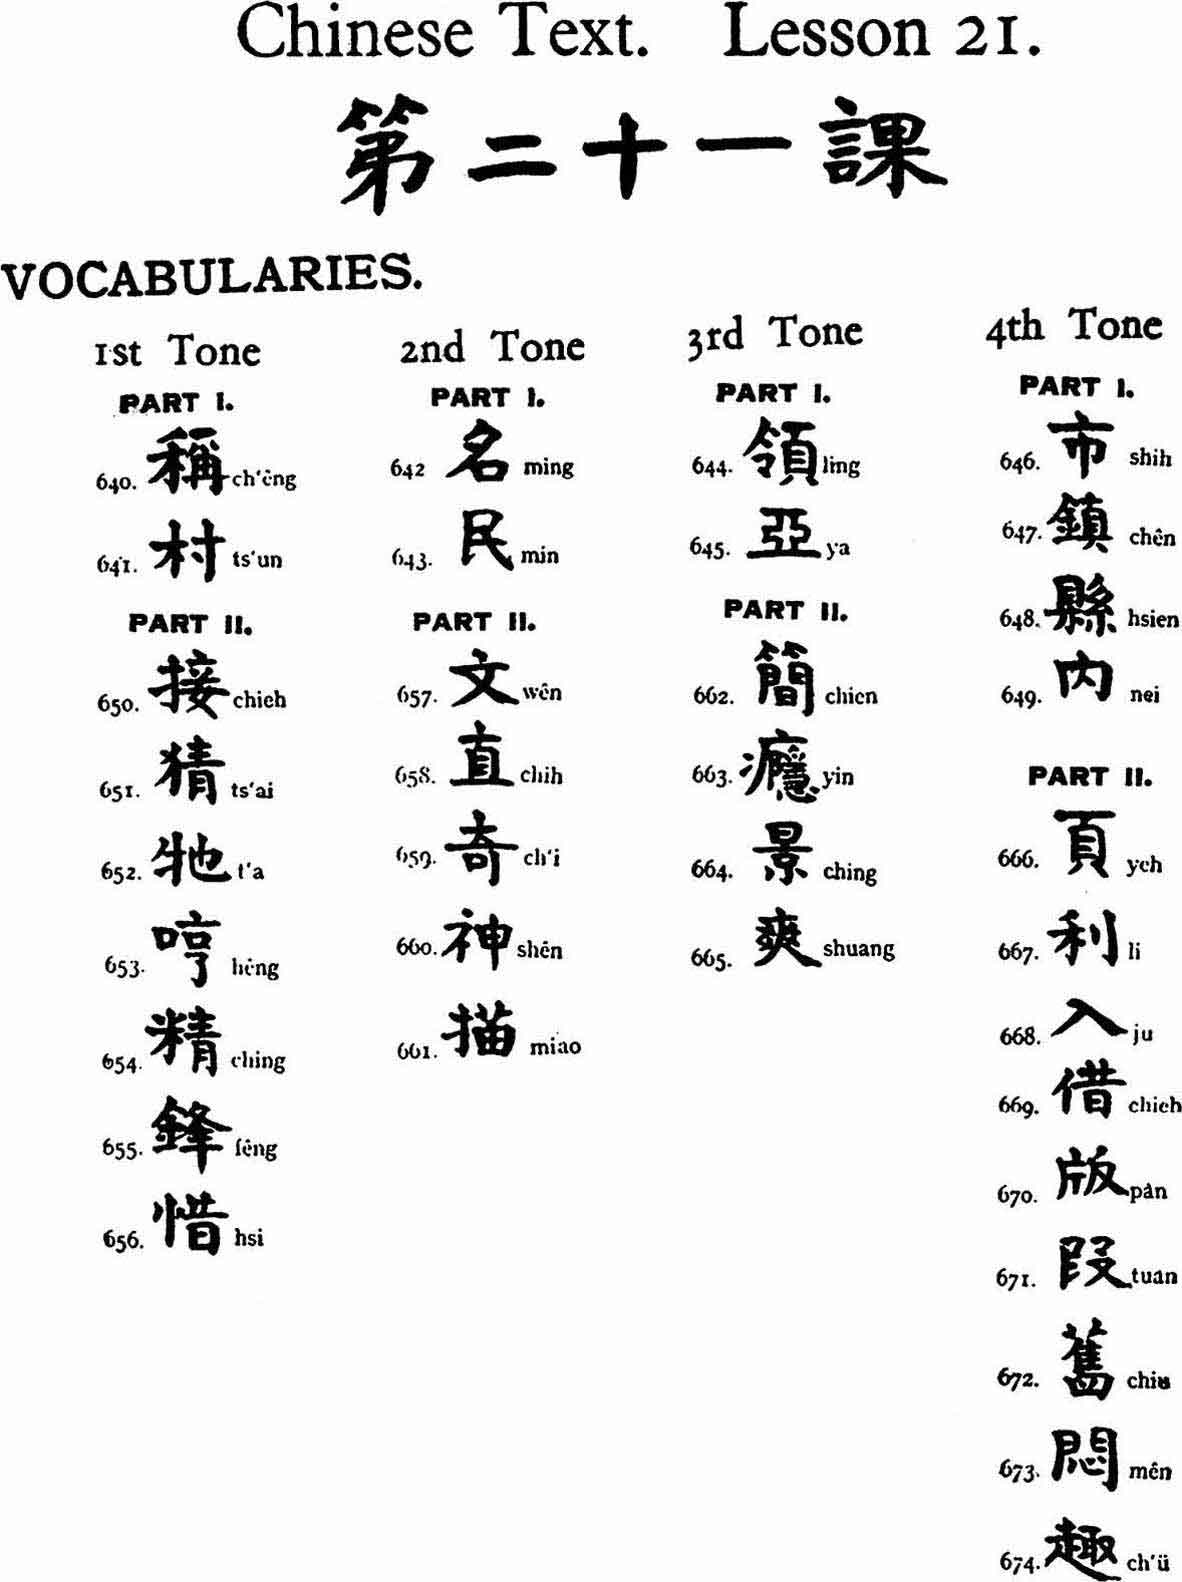 Chinese Text. Lesson 21.
第二十一課
VOCABULARIES.
1st Tone
PART I.
640. 稱 ch'êng
641. 村 ts'un
PART II.
650. 接 chieh
651. 猜 ts'ai
652. 牠 t'a
653. 哼 hêng
654. 精 ching
655. 鋒 fêng
656. 惜 hsi
2nd Tone
PART I.
642 名 ming
643. 民 min
PART II.
657. 文 wên
658. 直 chih
659. 奇 ch'i
660. 神 shên
661. 描 miao
3rd Tone
PART I.
644. 領 ling
645. 亞 ya
PART II.
662. 簡 chien
663. 癮 yin
664. 景 ching
665. 爽 shuang
4th Tone
PART I.
646. 市 shih
647. 鎮 chên
648. 縣 hsien
649. 內 nei
PART II.
666. 頁 yeh
667. 利 li
668. 入 ju
669. 借 chieh
670. 版 pân
671. 段 tuan
672. 舊 chiu
673. 悶 mên
674. 趣 ch'ü